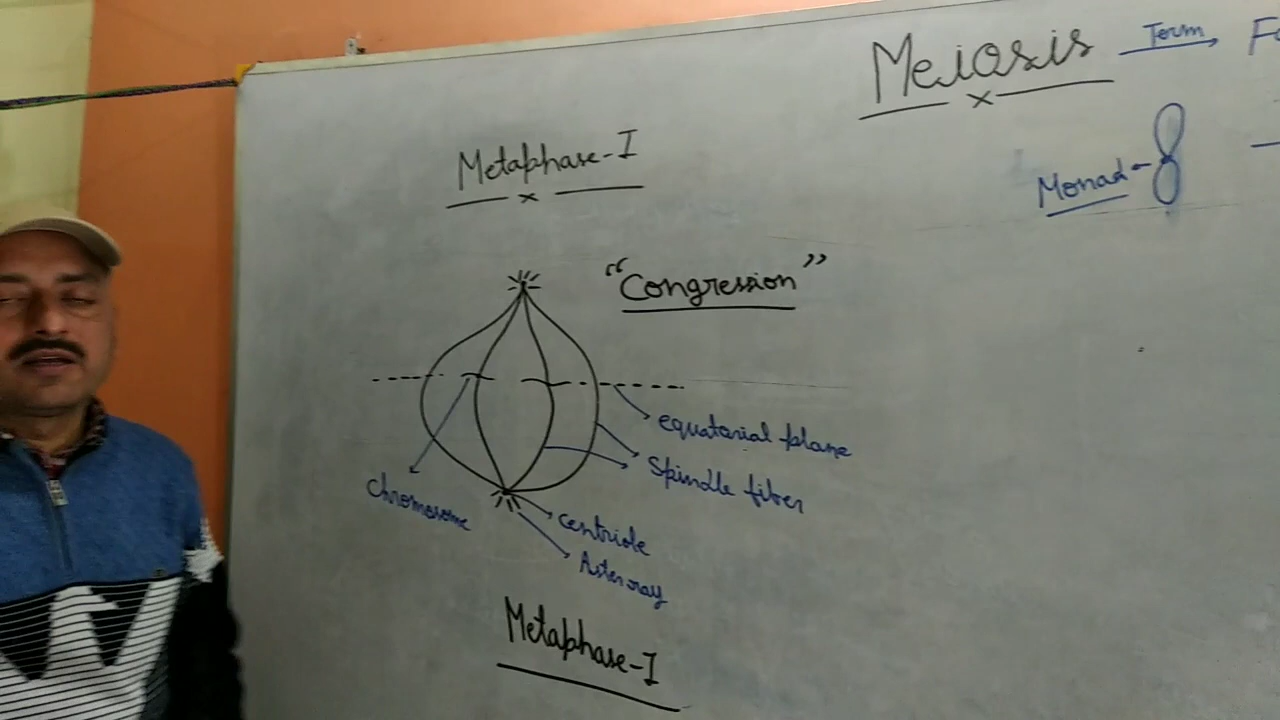 Meiosis Term
Metaphase-I
Monad-
"Congression"
equatorial plane
Spindle fiber
Chromosome
Centriole
Aster ray
Metaphase-I